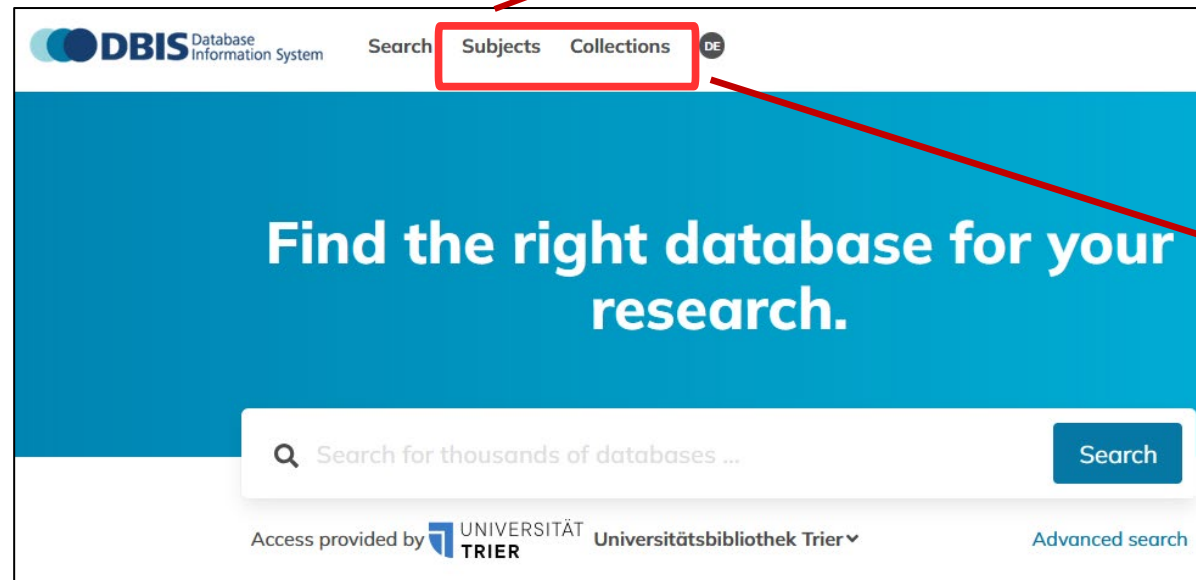 DBIS Database
Information System
Search Subjects Collections DE
Find the right database for your
research.
Search for thousands of databases ...
Search
Access provided by UNIVERSITÄT
TRIER Universitätsbibliothek Trier
Advanced search